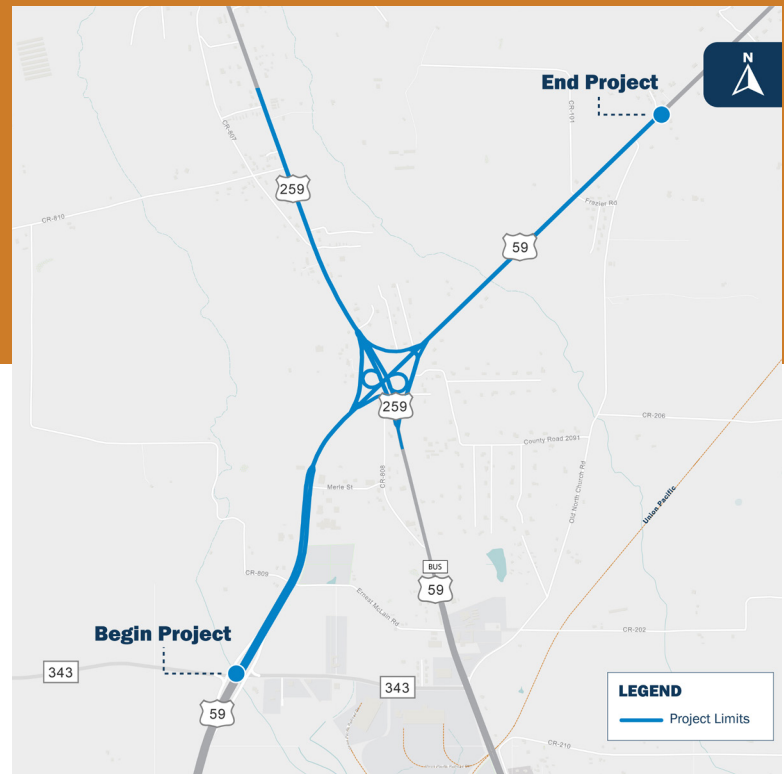 N
End Project
CR-101
CR-807
259
CR-810
Frazier Rd
59
259
CR-206
County Road 2091
CR-808
Old North Church Rd
Merle St
Union Pacific
CR-809
BUS
59
Ernest McLain Rd
Begin Project
CR-202
343
343
59
LEGEND
Project Limits
CR-210